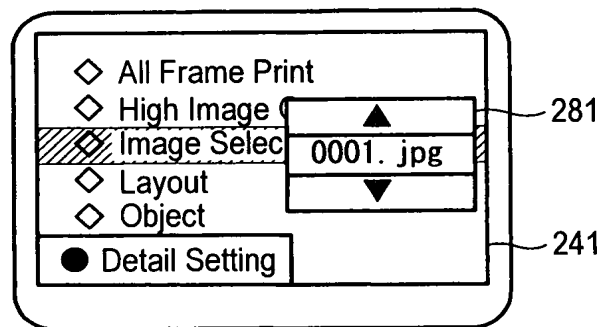 All Frame Print
High Image
Image Selec
Layout
Object
Detail Setting
0001. jpg
281
241